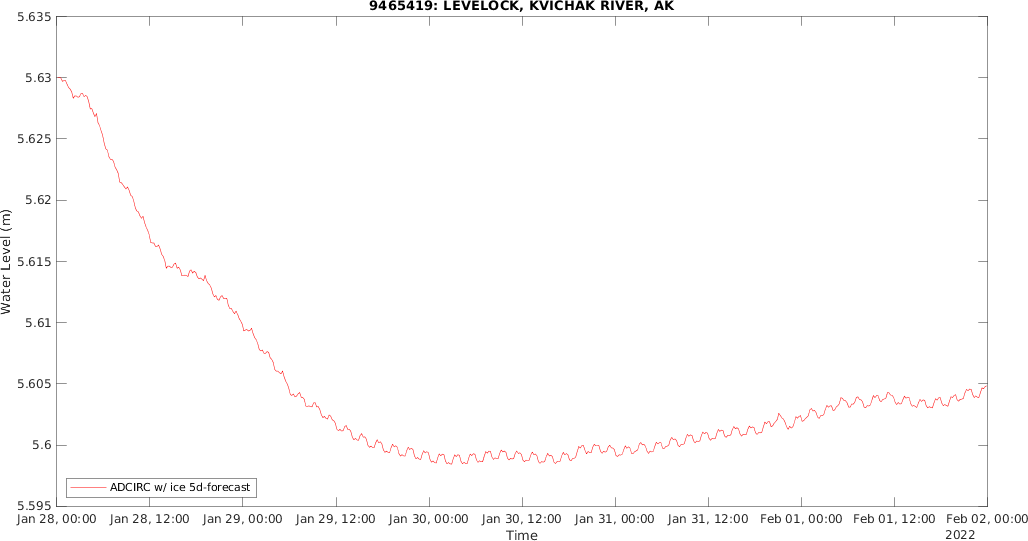 9465419: LEVELOCK, KVICHAK RIVER, AK
5.635
5.63
5.625
5.62
5.615
5.61
5.605
5.6
5.595
Water Level (m)
ADCIRC w/ ice 5d-forecast
Jan 28, 00:00 Jan 28, 12:00 Jan 29, 00:00 Jan 29, 12:00 Jan 30, 00:00 Jan 30, 12:00 Jan 31, 00:00 Jan 31, 12:00 Feb 01, 00:00 Feb 01, 12:00 Feb 02, 00:00
Time
2022